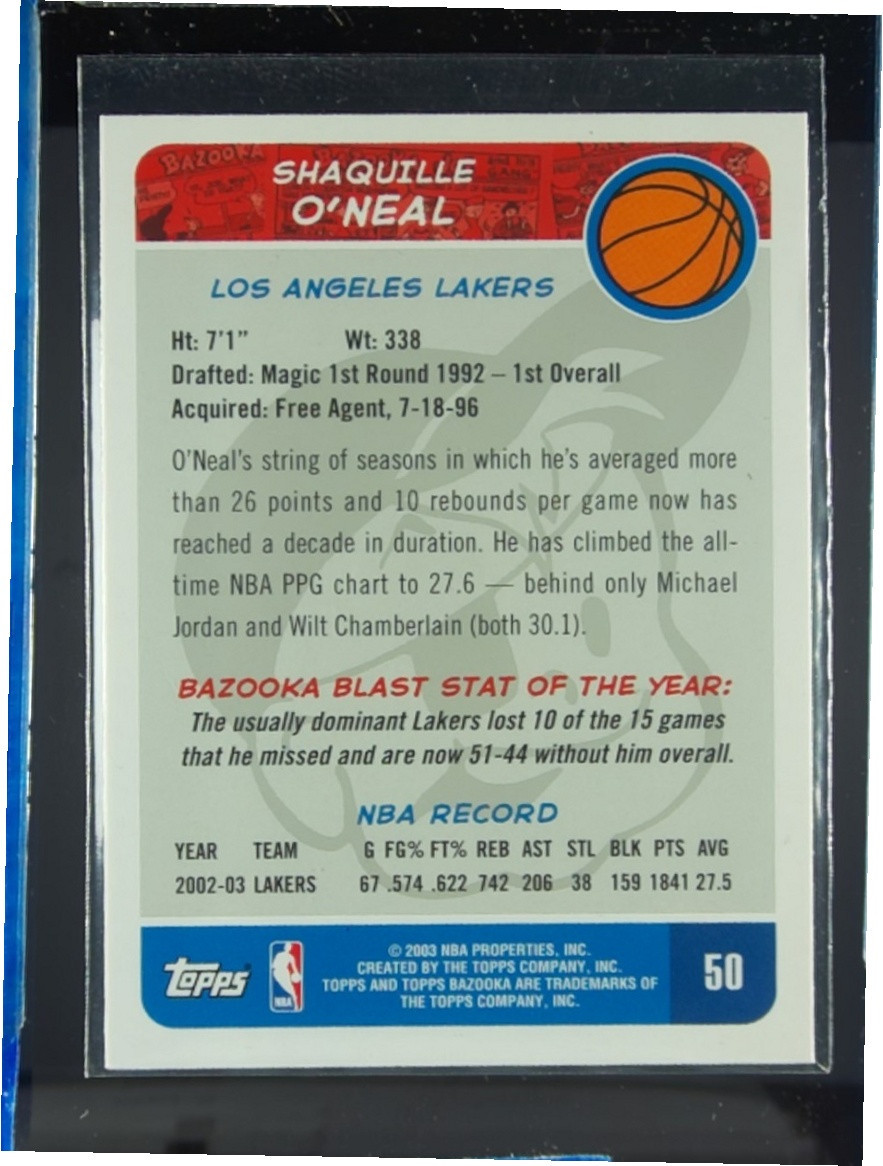 BAZOOKA
SHAQUILLE
O'NEAL
LOS ANGELES LAKERS
Ht: 7'1" Wt: 338
Drafted: Magic 1st Round 1992 – 1st Overall
Acquired: Free Agent, 7-18-96
O'Neal's string of seasons in which he's averaged more
than 26 points and 10 rebounds per game now has
reached a decade in duration. He has climbed the all-
time NBA PPG chart to 27.6 — behind only Michael
Jordan and Wilt Chamberlain (both 30.1).
BAZOOKA BLAST STAT OF THE YEAR:
The usually dominant Lakers lost 10 of the 15 games
that he missed and are now 51-44 without him overall.
NBA RECORD
YEAR TEAM G FG% FT% REB AST STL BLK PTS AVG
2002-03 LAKERS 67 .574 .622 742 206 38 159 1841 27.5
Topps
NBA
© 2003 NBA PROPERTIES, INC.
CREATED BY THE TOPPS COMPANY, INC.
TOPPS AND TOPPS BAZOOKA ARE TRADEMARKS OF
THE TOPPS COMPANY, INC.
50